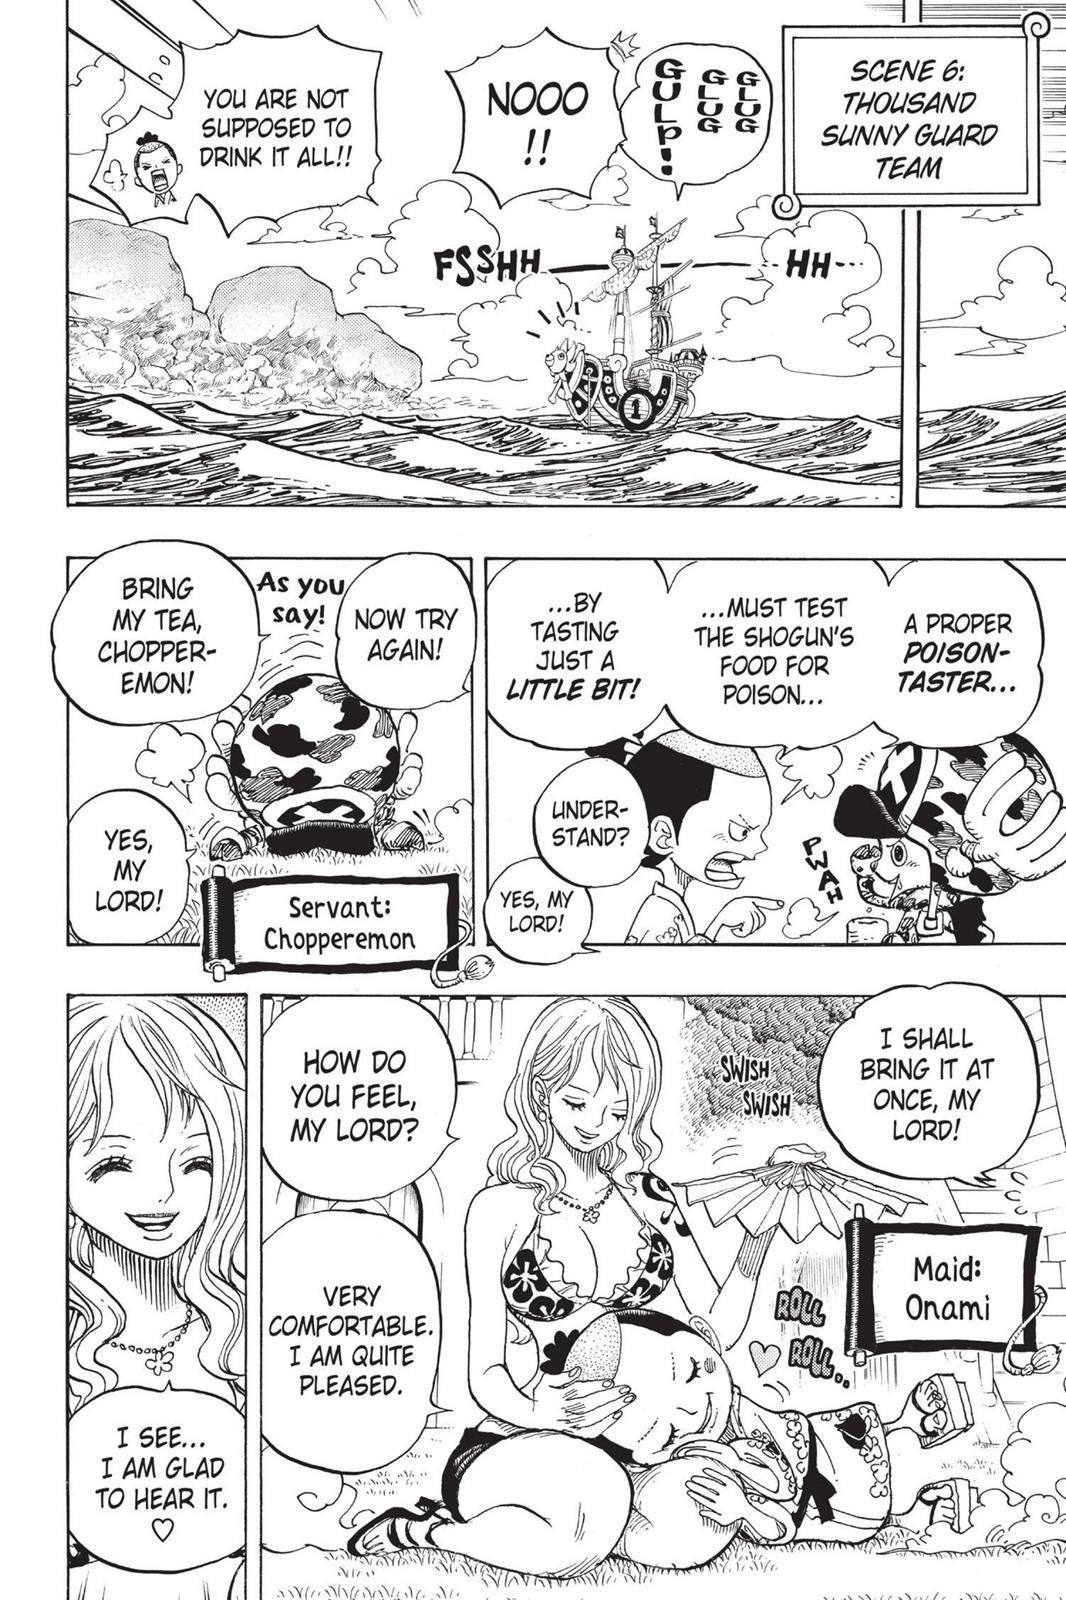 SCENE 6:
THOUSAND
SUNNY GUARD
TEAM
GLUG
GLUG
GULP!
NOOO
!!
YOU ARE NOT
SUPPOSED TO
DRINK IT ALL!!
FSSHH
HH
1
A PROPER
POISON-
TASTER...
...MUST TEST
THE SHOGUN'S
FOOD FOR
POISON...
...BY
TASTING
JUST A
LITTLE BIT!
UNDER-
STAND?
YES, MY
LORD!
PWAH
NOW TRY
AGAIN!
As you
say!
BRING
MY TEA,
CHOPPER-
EMON!
YES,
MY
LORD!
Servant:
Chopperemon
I SHALL
BRING IT AT
ONCE, MY
LORD!
SWISH
SWISH
HOW DO
YOU FEEL,
MY LORD?
Maid:
Onami
ROLL
ROLL..
VERY
COMFORTABLE.
I AM QUITE
PLEASED.
I SEE...
I AM GLAD
TO HEAR IT.
♡